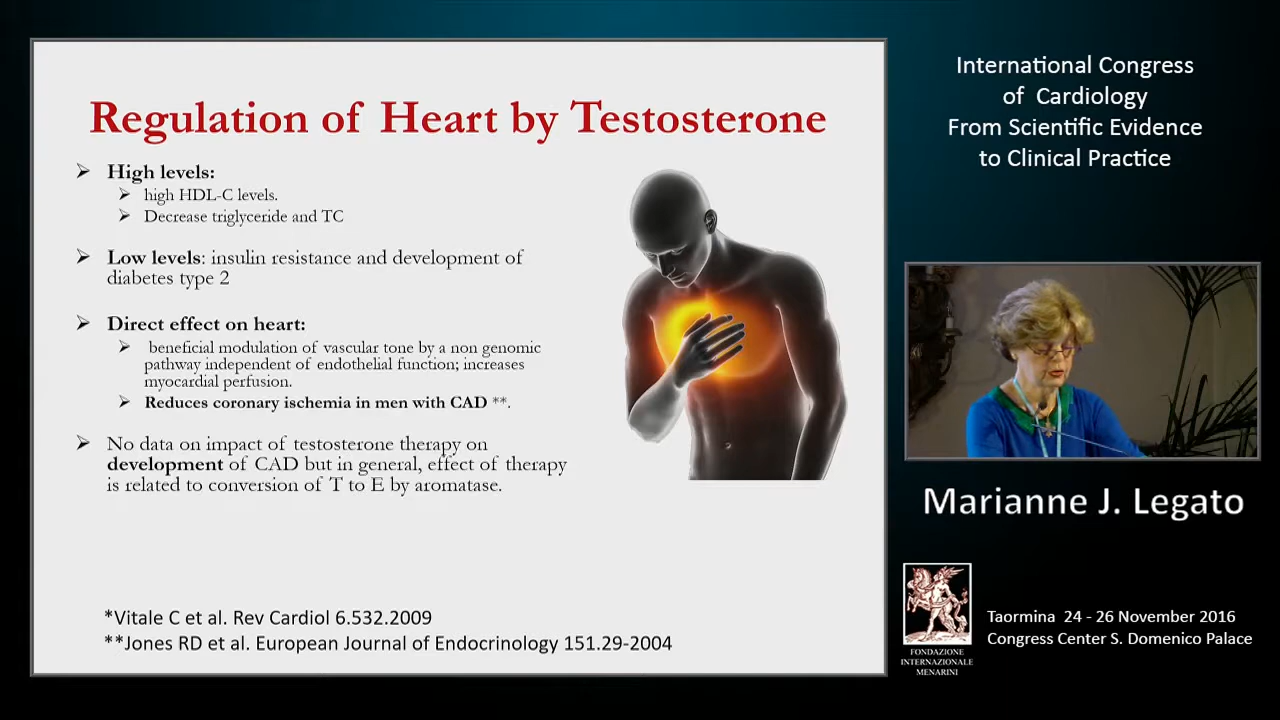 Regulation of Heart by Testosterone
➢ High levels:
➢ high HDL-C levels.
➢ Decrease triglyceride and TC
➢ Low levels: insulin resistance and development of
diabetes type 2
➢ Direct effect on heart:
➢ beneficial modulation of vascular tone by a non genomic
pathway independent of endothelial function; increases
myocardial perfusion.
➢ Reduces coronary ischemia in men with CAD **.
➢ No data on impact of testosterone therapy on
development of CAD but in general, effect of therapy
is related to conversion of T to E by aromatase.
*Vitale C et al. Rev Cardiol 6.532.2009
**Jones RD et al. European Journal of Endocrinology 151.29-2004
International Congress
of Cardiology
From Scientific Evidence
to Clinical Practice
Marianne J. Legato
FONDAZIONE
INTERNAZIONALE
MENARINI
Taormina 24 - 26 November 2016
Congress Center S. Domenico Palace